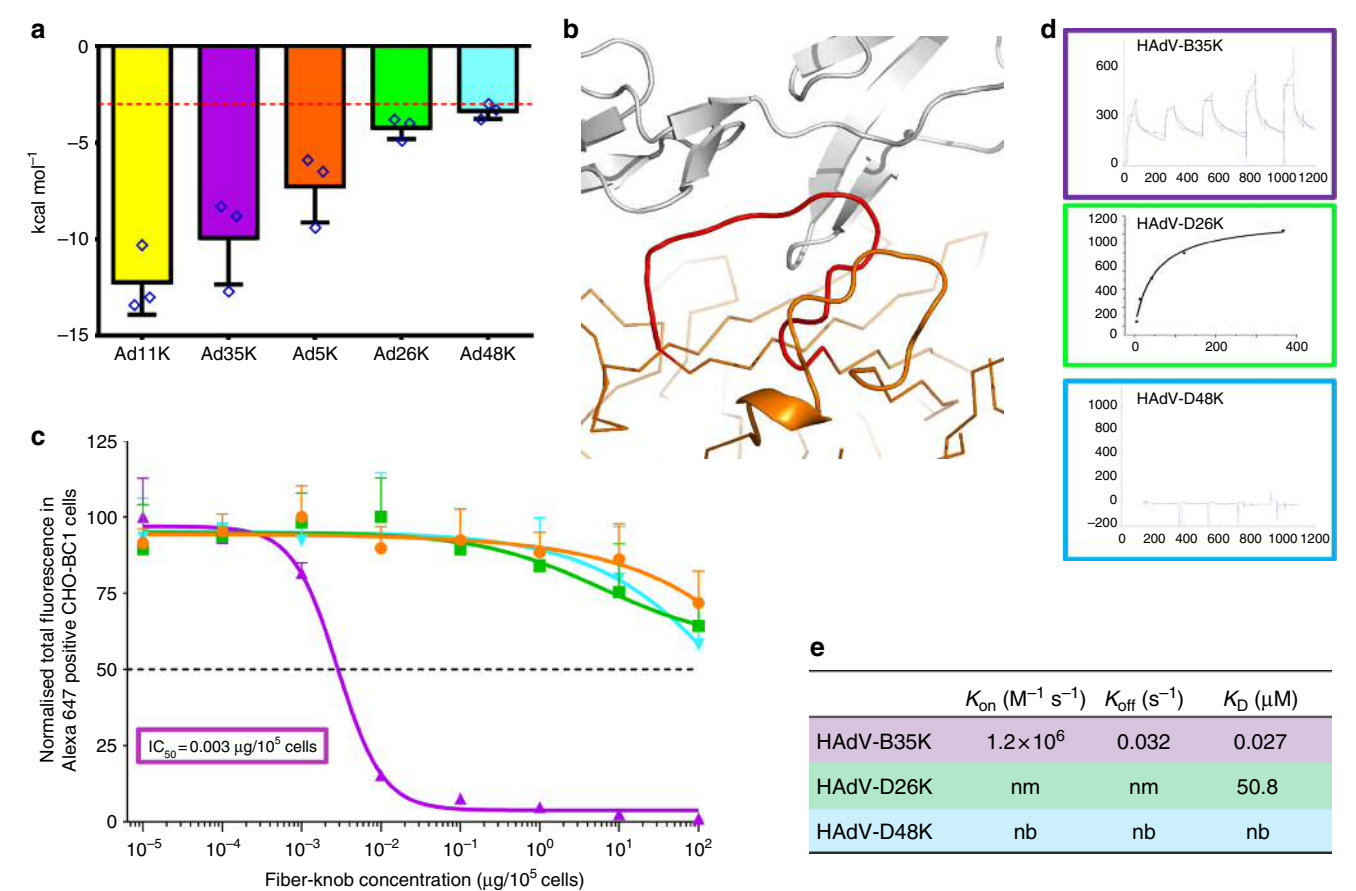 a
kcal mol⁻¹
0
−5
−10
−15
Ad11K Ad35K Ad5K Ad26K Ad48K
b
c
Normalised total fluorescence in
Alexa 647 positive CHO-BC1 cells
125
100
75
50
25
0
IC₅₀ = 0.003 μg/10⁵ cells
10⁻⁵ 10⁻⁴ 10⁻³ 10⁻² 10⁻¹ 10⁰ 10¹ 10²
Fiber-knob concentration (μg/10⁵ cells)
d
HAdV-B35K
600
300
0
0 200 400 600 800 1000 1200
HAdV-D26K
1200
1000
600
400
200
0
0 200 400
HAdV-D48K
1000
800
400
200
0
−200
0 200 400 600 800 1000 1200
e
K_on (M⁻¹ s⁻¹) K_off (s⁻¹) K_D (μM)
HAdV-B35K 1.2×10⁶ 0.032 0.027
HAdV-D26K nm nm 50.8
HAdV-D48K nb nb nb